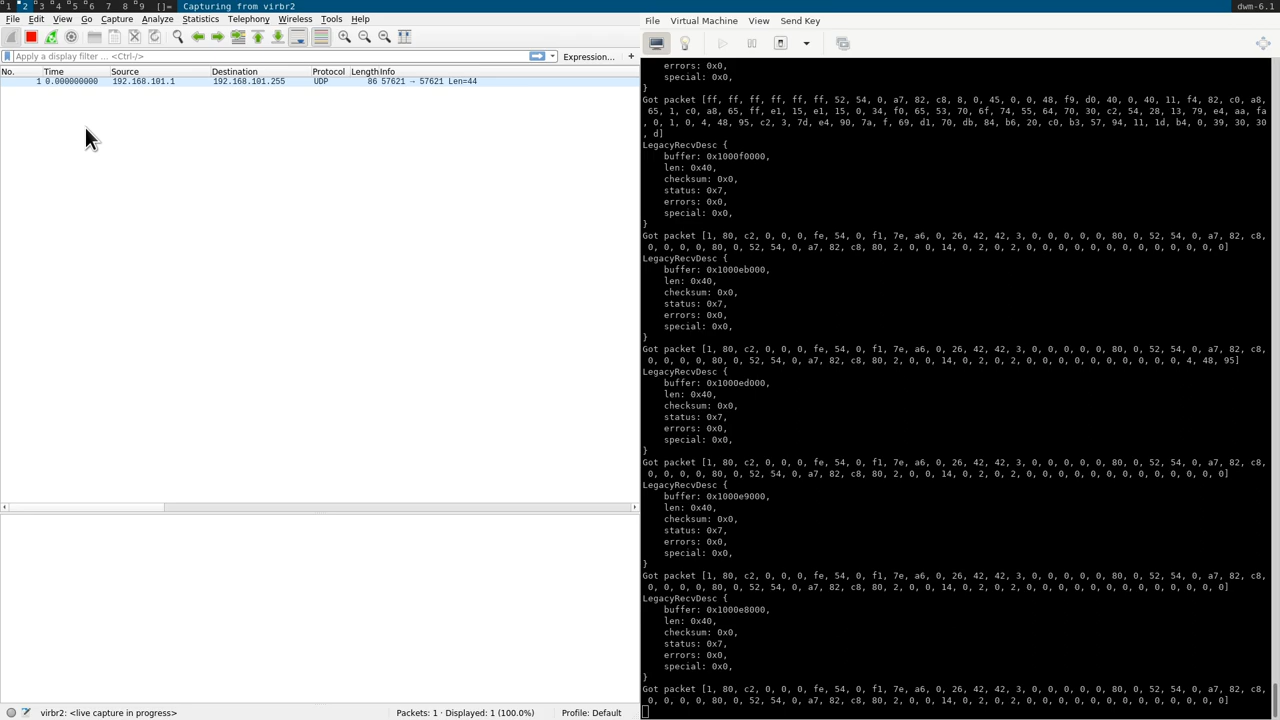 1 2 3 4 5 6 7 8 9 []= Capturing from virbr2 dwm-6.1
File Edit View Go Capture Analyze Statistics Telephony Wireless Tools Help
Apply a display filter ... <Ctrl-/> Expression... +
No. Time Source Destination Protocol Length Info
1 0.000000000 192.168.101.1 192.168.101.255 UDP 86 57621 → 57621 Len=44
virbr2: <live capture in progress> Packets: 1 · Displayed: 1 (100.0%) Profile: Default
File Virtual Machine View Send Key
errors: 0x0,
special: 0x0,
}
Got packet [ff, ff, ff, ff, ff, ff, 52, 54, 0, a7, 82, c8, 8, 0, 45, 0, 0, 48, f9, d0, 40, 0, 40, 11, f4, 82, c0, a8,
65, 1, c0, a8, 65, ff, e1, 15, e1, 15, 0, 34, f0, 65, 53, 70, 6f, 74, 55, 64, 70, 30, c2, 54, 28, 13, 79, e4, aa, fa
, 0, 1, 0, 4, 48, 95, c2, 3, 7d, e4, 90, 7a, f, 69, d1, 70, db, 84, b6, 20, c0, b3, 57, 94, 11, 1d, b4, 0, 39, 30, 30
, d]
LegacyRecvDesc {
buffer: 0x1000f0000,
len: 0x40,
checksum: 0x0,
status: 0x7,
errors: 0x0,
special: 0x0,
}
Got packet [1, 80, c2, 0, 0, 0, fe, 54, 0, f1, 7e, a6, 0, 26, 42, 42, 3, 0, 0, 0, 0, 0, 80, 0, 52, 54, 0, a7, 82, c8,
0, 0, 0, 0, 80, 0, 52, 54, 0, a7, 82, c8, 80, 2, 0, 0, 14, 0, 2, 0, 2, 0, 0, 0, 0, 0, 0, 0, 0, 0, 0, 0, 0, 0]
LegacyRecvDesc {
buffer: 0x1000eb000,
len: 0x40,
checksum: 0x0,
status: 0x7,
errors: 0x0,
special: 0x0,
}
Got packet [1, 80, c2, 0, 0, 0, fe, 54, 0, f1, 7e, a6, 0, 26, 42, 42, 3, 0, 0, 0, 0, 0, 80, 0, 52, 54, 0, a7, 82, c8,
0, 0, 0, 0, 80, 0, 52, 54, 0, a7, 82, c8, 80, 2, 0, 0, 14, 0, 2, 0, 2, 0, 0, 0, 0, 0, 0, 0, 0, 0, 0, 4, 48, 95]
LegacyRecvDesc {
buffer: 0x1000ed000,
len: 0x40,
checksum: 0x0,
status: 0x7,
errors: 0x0,
special: 0x0,
}
Got packet [1, 80, c2, 0, 0, 0, fe, 54, 0, f1, 7e, a6, 0, 26, 42, 42, 3, 0, 0, 0, 0, 0, 80, 0, 52, 54, 0, a7, 82, c8,
0, 0, 0, 0, 80, 0, 52, 54, 0, a7, 82, c8, 80, 2, 0, 0, 14, 0, 2, 0, 2, 0, 0, 0, 0, 0, 0, 0, 0, 0, 0, 0, 0, 0]
LegacyRecvDesc {
buffer: 0x1000e9000,
len: 0x40,
checksum: 0x0,
status: 0x7,
errors: 0x0,
special: 0x0,
}
Got packet [1, 80, c2, 0, 0, 0, fe, 54, 0, f1, 7e, a6, 0, 26, 42, 42, 3, 0, 0, 0, 0, 0, 80, 0, 52, 54, 0, a7, 82, c8,
0, 0, 0, 0, 80, 0, 52, 54, 0, a7, 82, c8, 80, 2, 0, 0, 14, 0, 2, 0, 2, 0, 0, 0, 0, 0, 0, 0, 0, 0, 0, 0, 0, 0]
LegacyRecvDesc {
buffer: 0x1000e8000,
len: 0x40,
checksum: 0x0,
status: 0x7,
errors: 0x0,
special: 0x0,
}
Got packet [1, 80, c2, 0, 0, 0, fe, 54, 0, f1, 7e, a6, 0, 26, 42, 42, 3, 0, 0, 0, 0, 0, 80, 0, 52, 54, 0, a7, 82, c8,
0, 0, 0, 0, 80, 0, 52, 54, 0, a7, 82, c8, 80, 2, 0, 0, 14, 0, 2, 0, 2, 0, 0, 0, 0, 0, 0, 0, 0, 0, 0, 0, 0, 0]